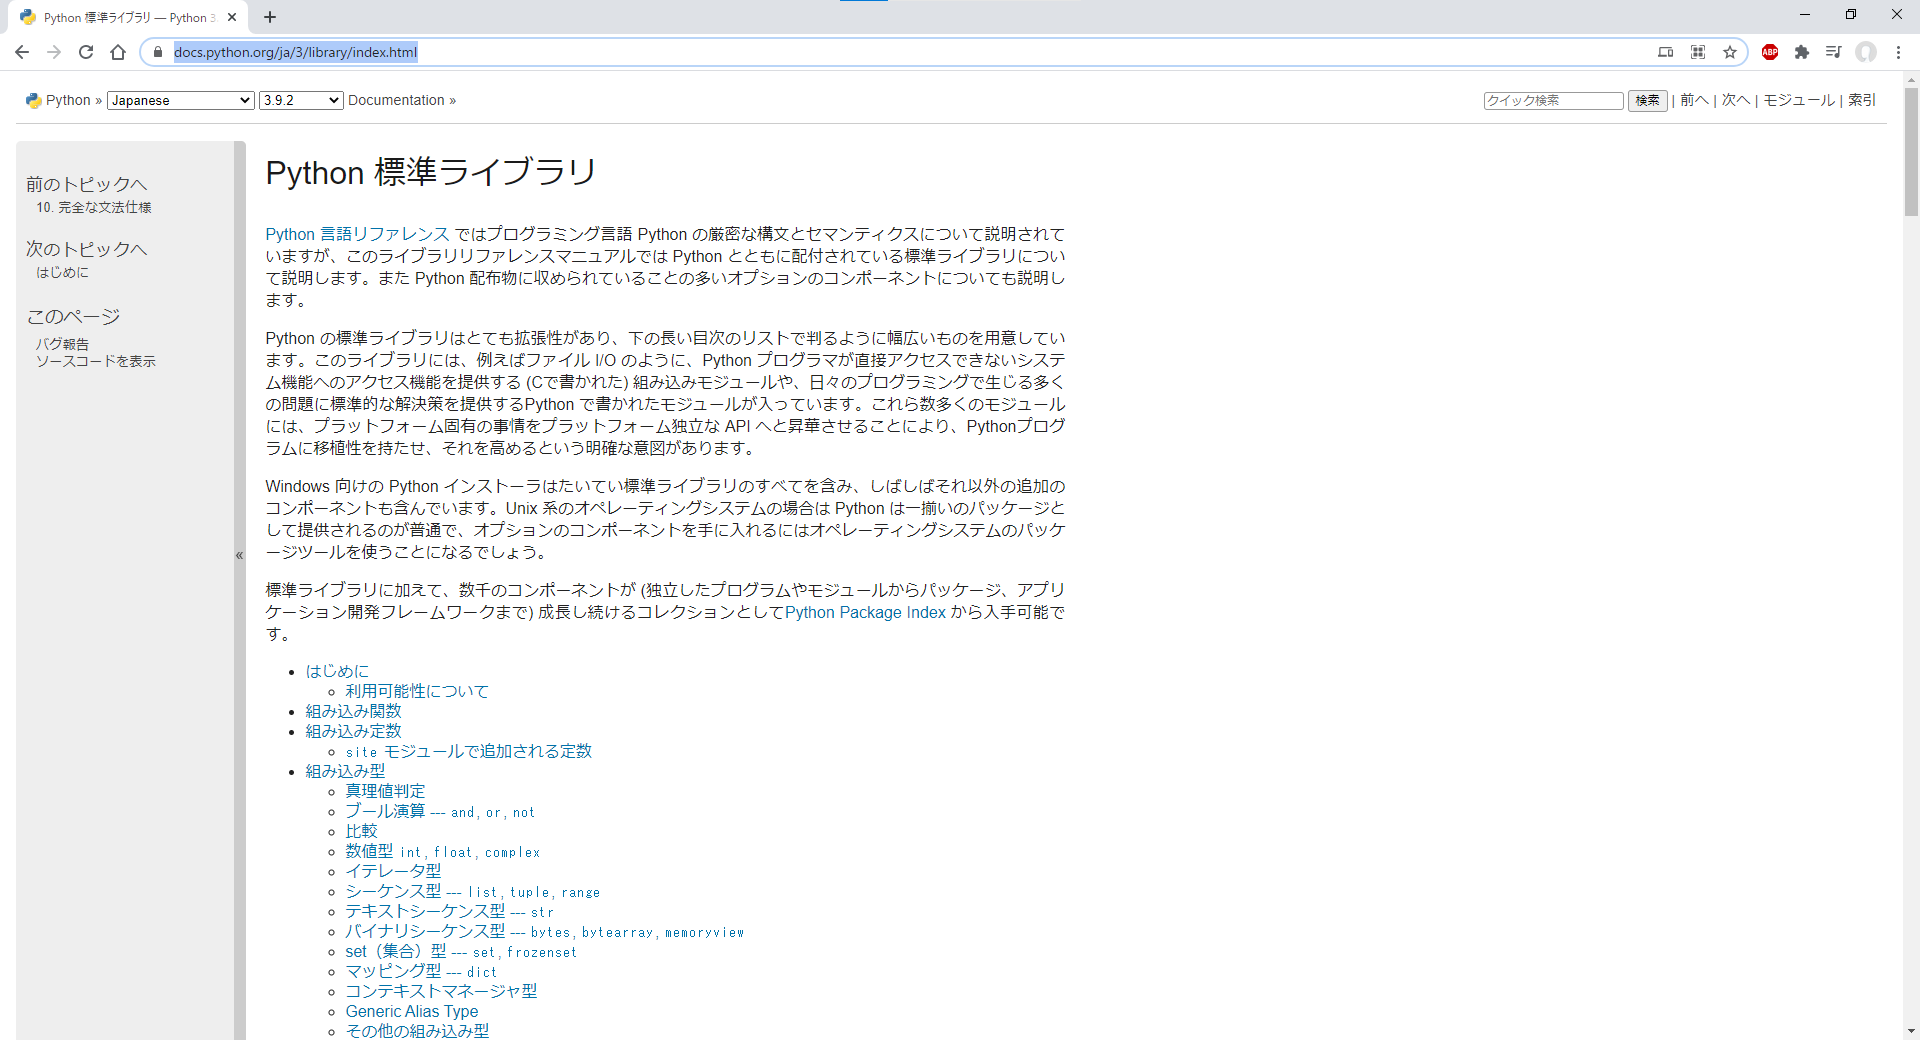 Python 標準ライブラリ — Python 3.
docs.python.org/ja/3/library/index.html
ABP
Python » Japanese 3.9.2 Documentation »
クイック検索 検索 | 前へ | 次へ | モジュール | 索引
前のトピックへ
10. 完全な文法仕様
次のトピックへ
はじめに
このページ
バグ報告
ソースコードを表示
«
Python 標準ライブラリ
Python 言語リファレンス ではプログラミング言語 Python の厳密な構文とセマンティクスについて説明されて
いますが、このライブラリリファレンスマニュアルでは Python とともに配付されている標準ライブラリについ
て説明します。また Python 配布物に収められていることの多いオプションのコンポーネントについても説明し
ます。
Python の標準ライブラリはとても拡張性があり、下の長い目次のリストで判るように幅広いものを用意してい
ます。このライブラリには、例えばファイル I/O のように、Python プログラマが直接アクセスできないシステ
ム機能へのアクセス機能を提供する (Cで書かれた) 組み込みモジュールや、日々のプログラミングで生じる多く
の問題に標準的な解決策を提供するPython で書かれたモジュールが入っています。これら数多くのモジュール
には、プラットフォーム固有の事情をプラットフォーム独立な API へと昇華させることにより、Pythonプログ
ラムに移植性を持たせ、それを高めるという明確な意図があります。
Windows 向けの Python インストーラはたいてい標準ライブラリのすべてを含み、しばしばそれ以外の追加の
コンポーネントも含んでいます。Unix 系のオペレーティングシステムの場合は Python は一揃いのパッケージと
して提供されるのが普通で、オプションのコンポーネントを手に入れるにはオペレーティングシステムのパッケ
ージツールを使うことになるでしょう。
標準ライブラリに加えて、数千のコンポーネントが (独立したプログラムやモジュールからパッケージ、アプリ
ケーション開発フレームワークまで) 成長し続けるコレクションとしてPython Package Index から入手可能で
す。
はじめに
利用可能性について
組み込み関数
組み込み定数
site モジュールで追加される定数
組み込み型
真理値判定
ブール演算 --- and, or, not
比較
数値型 int, float, complex
イテレータ型
シーケンス型 --- list, tuple, range
テキストシーケンス型 --- str
バイナリシーケンス型 --- bytes, bytearray, memoryview
set（集合）型 --- set, frozenset
マッピング型 --- dict
コンテキストマネージャ型
Generic Alias Type
その他の組み込み型